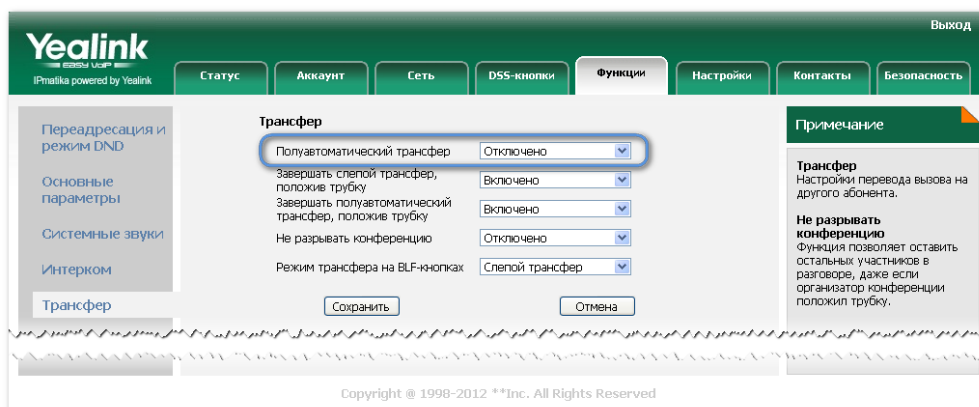 Выход
Yealink
EASY VoIP
IPmatika powered by Yealink
Статус
Аккаунт
Сеть
DSS-кнопки
Функции
Настройки
Контакты
Безопасность
Переадресация и
режим DND
Основные
параметры
Системные звуки
Интерком
Трансфер
Трансфер
Полуавтоматический трансфер
Отключено
Завершать слепой трансфер,
положив трубку
Включено
Завершать полуавтоматический
трансфер, положив трубку
Включено
Не разрывать конференцию
Отключено
Режим трансфера на BLF-кнопках
Слепой трансфер
Сохранить
Отмена
Примечание
Трансфер
Настройки перевода вызова на
другого абонента.
Не разрывать
конференцию
Функция позволяет оставить
остальных участников в
разговоре, даже если
организатор конференции
положил трубку.
Copyright @ 1998-2012 **Inc. All Rights Reserved